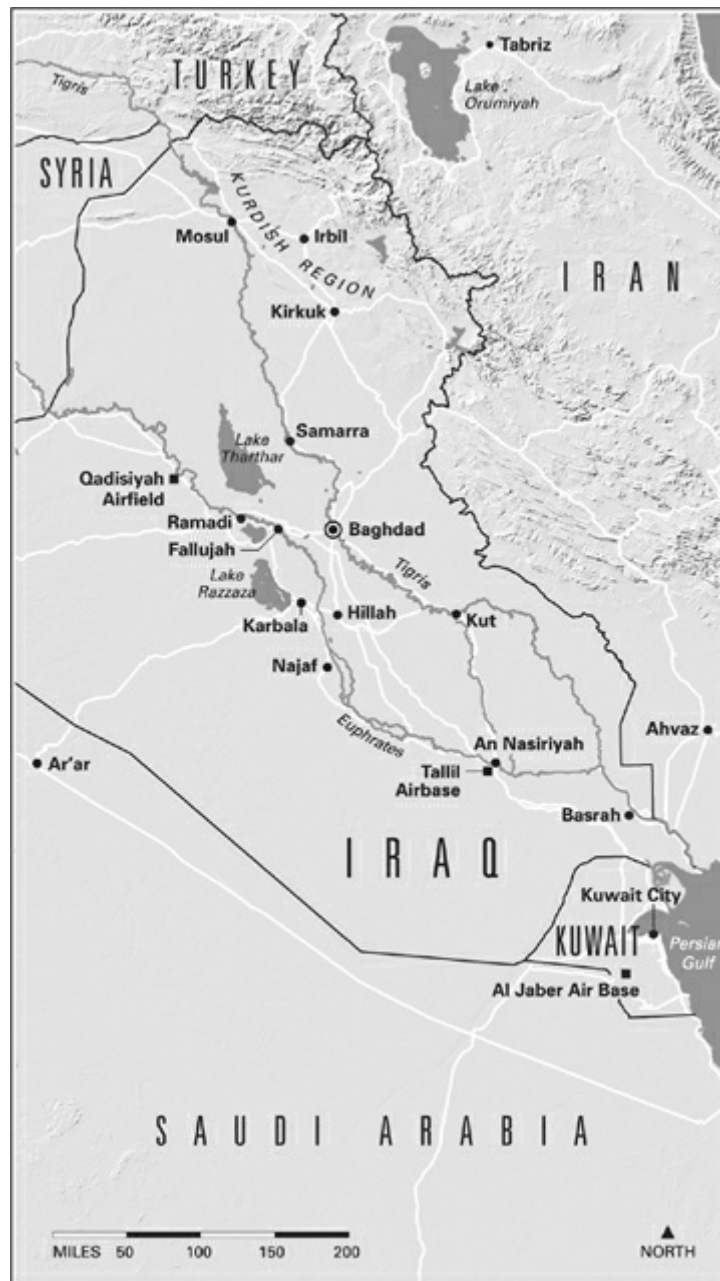 Tabriz
TURKEY
Tigris
Lake
Orumiyah
SYRIA
KURDISH REGION
Mosul
Irbil
IRAN
Kirkuk
Samarra
Lake
Tharthar
Qadisiyah
Airfield
Ramadi
Baghdad
Fallujah
Tigris
Lake
Razzaza
Karbala
Hillah
Kut
Najaf
Euphrates
An Nasiriyah
Ahvaz
Ar'ar
Tallil
Airbase
Basrah
IRAQ
Kuwait City
KUWAIT
Persian
Gulf
Al Jaber Air Base
SAUDI ARABIA
MILES 50 100 150 200
NORTH